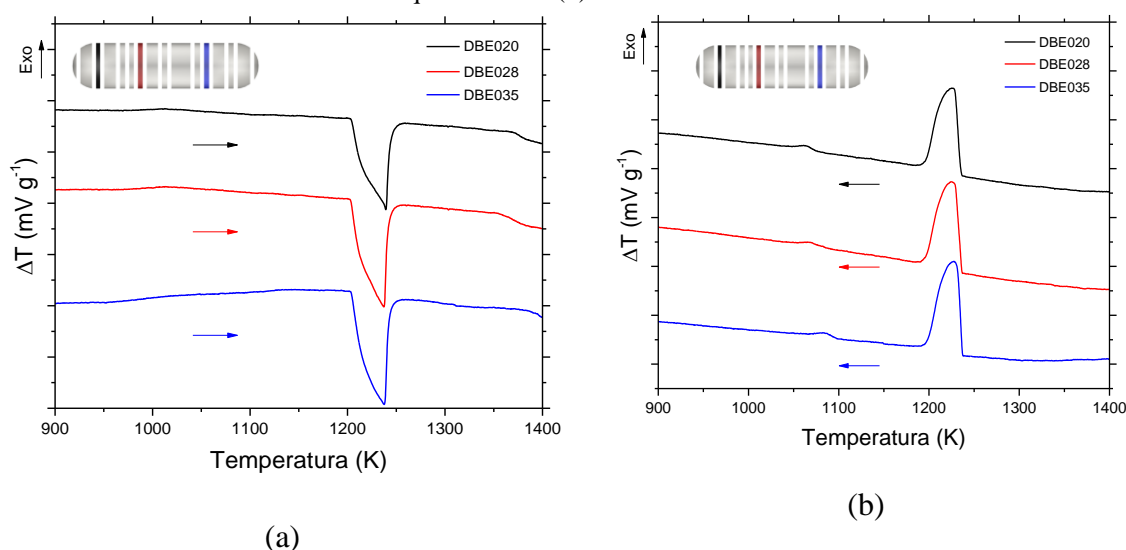 (a)
Exo
DBE020
DBE028
DBE035
ΔT (mV g⁻¹)
900 1000 1100 1200 1300 1400
Temperatura (K)
(a)
Exo
DBE020
DBE028
DBE035
ΔT (mV g⁻¹)
900 1000 1100 1200 1300 1400
Temperatura (K)
(b)